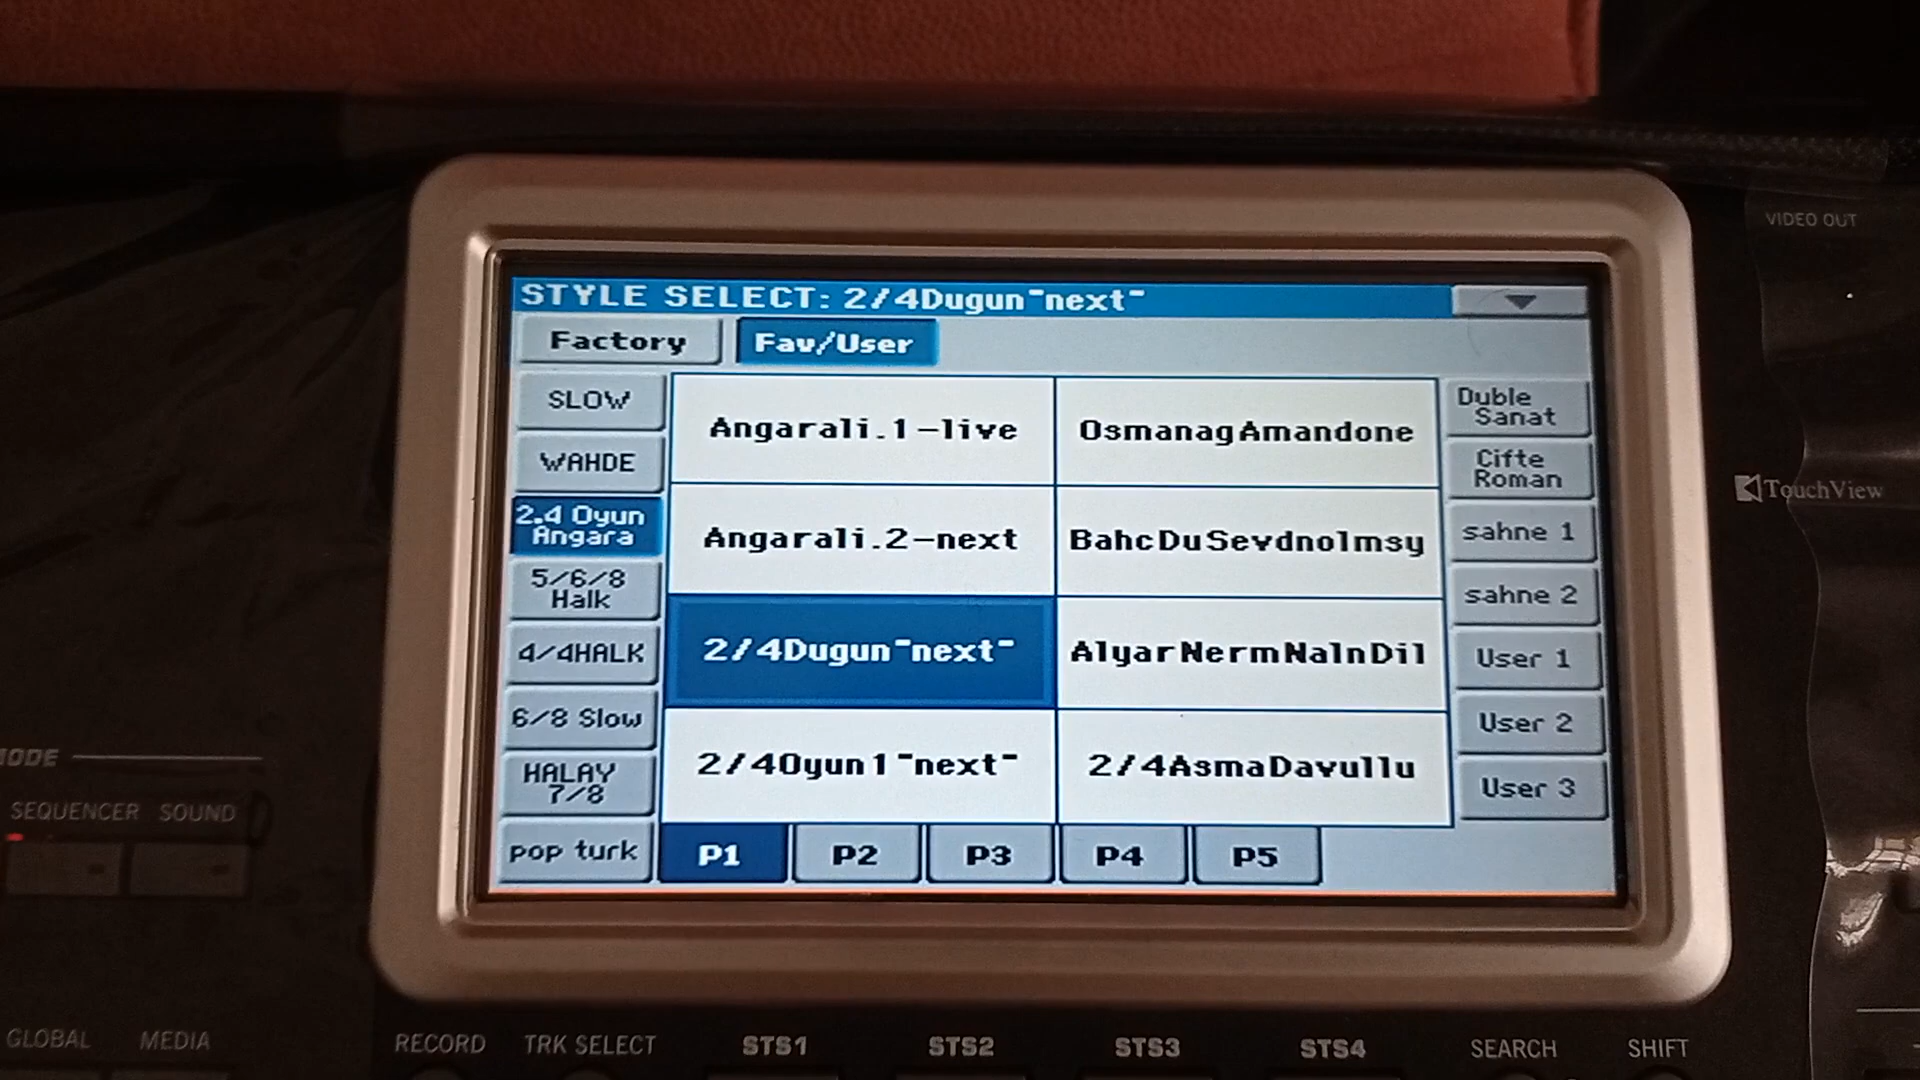 VIDEO OUT
STYLE SELECT: 2/4Dugun~next~
Factory
Fav/User
SLOW
WAHDE
2.4 Oyun
Angara
5/6/8
Halk
4/4HALK
6/8 Slow
HALAY
7/8
pop turk
Angarali.1-live
OsmanagAmandone
Angarali.2-next
BahcDuSevdnolmsy
2/4Dugun~next~
AlyarNermNalnDil
2/4Oyun1~next~
2/4AsmaDavullu
Duble
Sanat
Cifte
Roman
sahne 1
sahne 2
User 1
User 2
User 3
P1
P2
P3
P4
P5
TouchView
SEQUENCER
SOUND
GLOBAL
MEDIA
RECORD
TRK SELECT
STS1
STS2
STS3
STS4
SEARCH
SHIFT